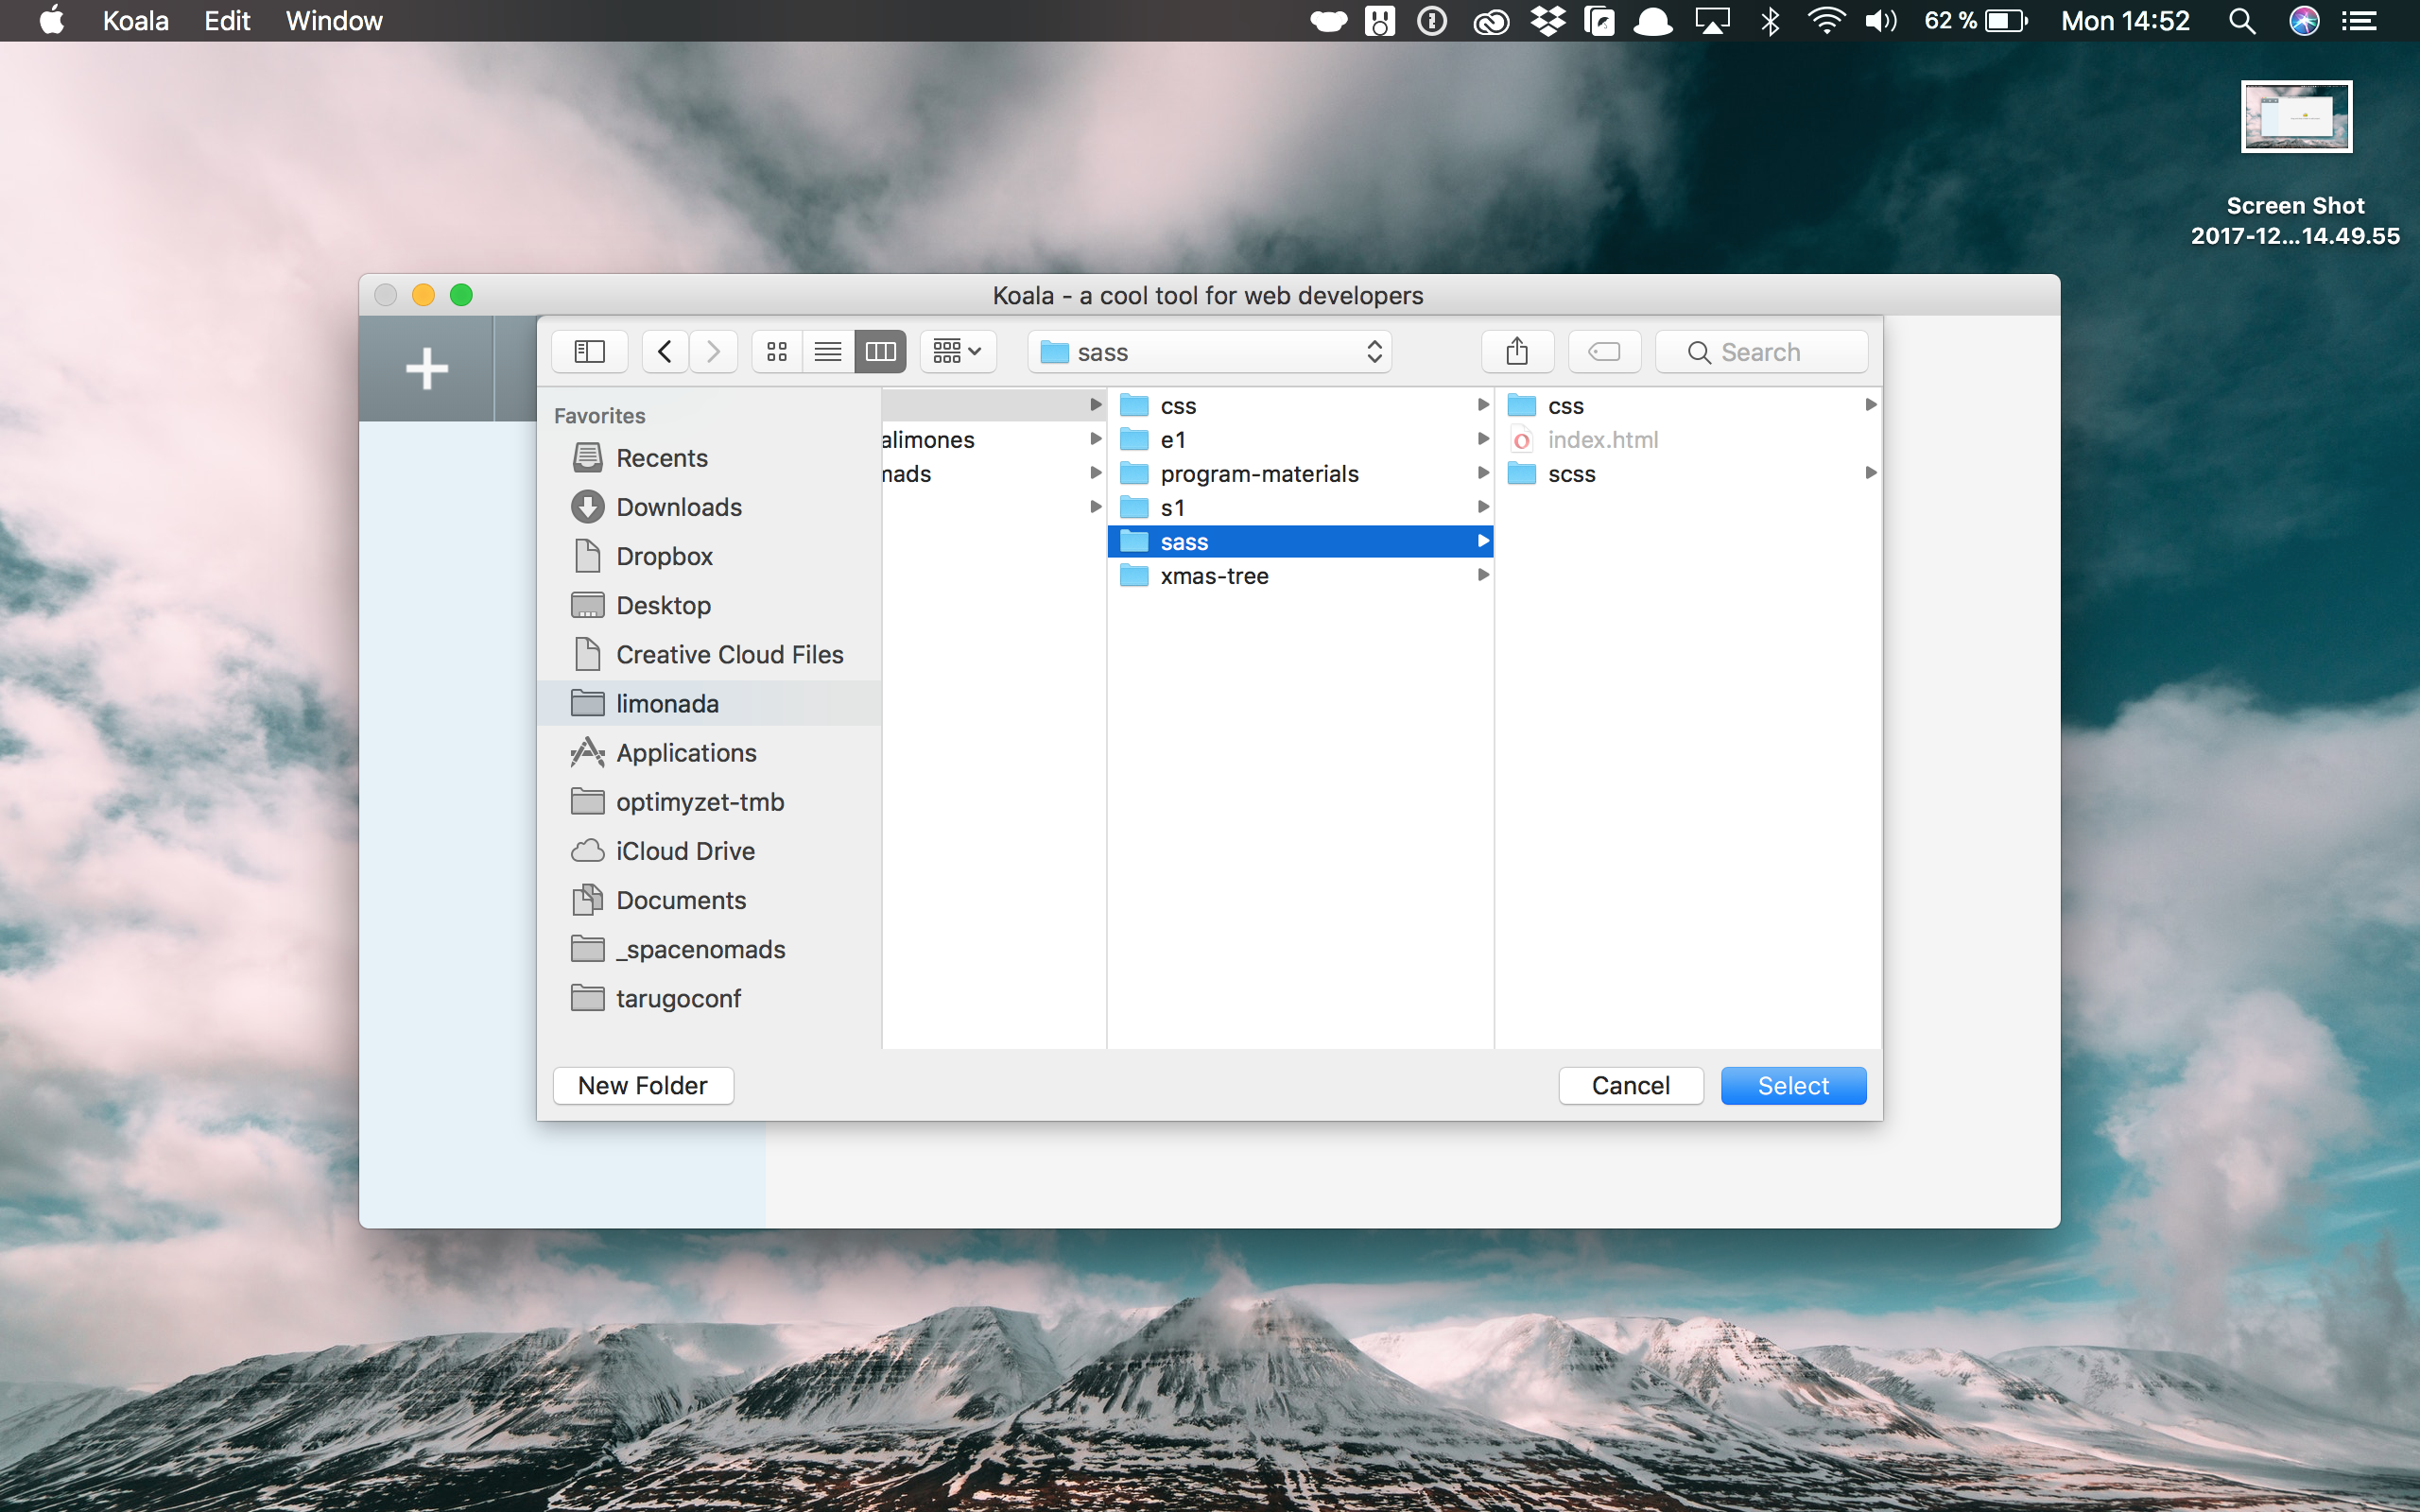 Koala Edit Window 62 % Mon 14:52
Screen Shot
2017-12...14.49.55
Koala - a cool tool for web developers
sass
Search
Favorites
Recents
Downloads
Dropbox
Desktop
Creative Cloud Files
limonada
Applications
optimyzet-tmb
iCloud Drive
Documents
_spacenomads
tarugoconf
alimones
mads
css
e1
program-materials
s1
sass
xmas-tree
css
index.html
scss
New Folder
Cancel
Select